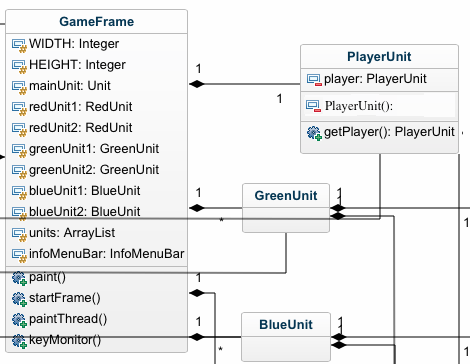 GameFrame
WIDTH: Integer
HEIGHT: Integer
mainUnit: Unit
redUnit1: RedUnit
redUnit2: RedUnit
greenUnit1: GreenUnit
greenUnit2: GreenUnit
blueUnit1: BlueUnit
blueUnit2: BlueUnit
units: ArrayList
infoMenuBar: InfoMenuBar
paint()
startFrame()
paintThread()
keyMonitor()
1
1
PlayerUnit
player: PlayerUnit
PlayerUnit():
getPlayer(): PlayerUnit
1
*
GreenUnit
1
1
1
1
*
BlueUnit
1
1